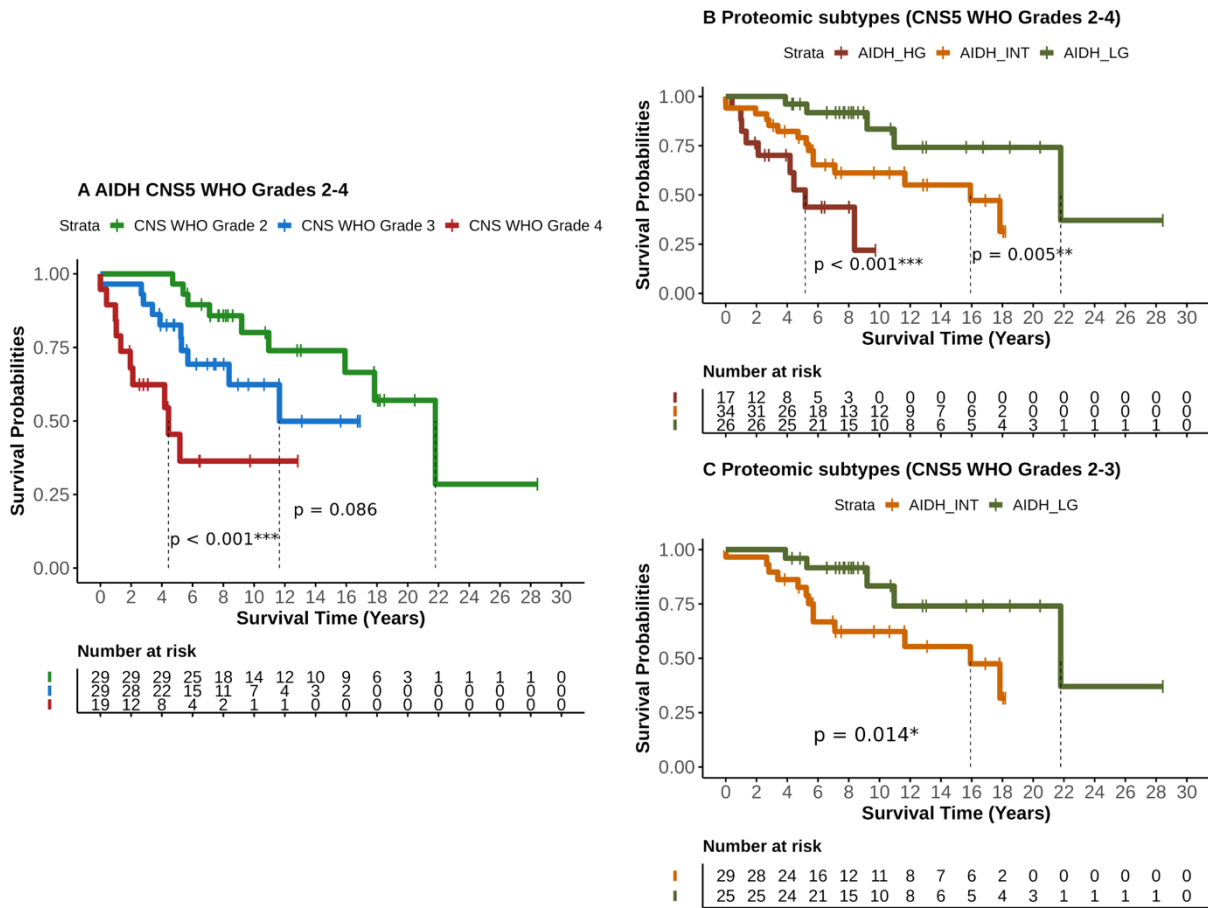 A AIDH CNS5 WHO Grades 2-4
Strata CNS WHO Grade 2 CNS WHO Grade 3 CNS WHO Grade 4
Survival Probabilities
1.00
0.75
0.50
0.25
0.00
p < 0.001***
p = 0.086
0 2 4 6 8 10 12 14 16 18 20 22 24 26 28 30
Survival Time (Years)
Number at risk
29 29 29 25 18 14 12 10 9 6 3 1 1 1 1 0
29 28 22 15 11 7 4 3 2 0 0 0 0 0 0 0
19 12 8 4 2 1 1 0 0 0 0 0 0 0 0 0
B Proteomic subtypes (CNS5 WHO Grades 2-4)
Strata AIDH_HG AIDH_INT AIDH_LG
Survival Probabilities
1.00
0.75
0.50
0.25
0.00
p < 0.001***
p = 0.005**
0 2 4 6 8 10 12 14 16 18 20 22 24 26 28 30
Survival Time (Years)
Number at risk
17 12 8 5 3 0 0 0 0 0 0 0 0 0 0 0
34 31 26 18 13 12 9 7 6 2 0 0 0 0 0 0
26 26 25 21 15 10 8 6 5 4 3 1 1 1 1 0
C Proteomic subtypes (CNS5 WHO Grades 2-3)
Strata AIDH_INT AIDH_LG
Survival Probabilities
1.00
0.75
0.50
0.25
0.00
p = 0.014*
0 2 4 6 8 10 12 14 16 18 20 22 24 26 28 30
Survival Time (Years)
Number at risk
29 28 24 16 12 11 8 7 6 2 0 0 0 0 0 0
25 25 24 21 15 10 8 6 5 4 3 1 1 1 1 0